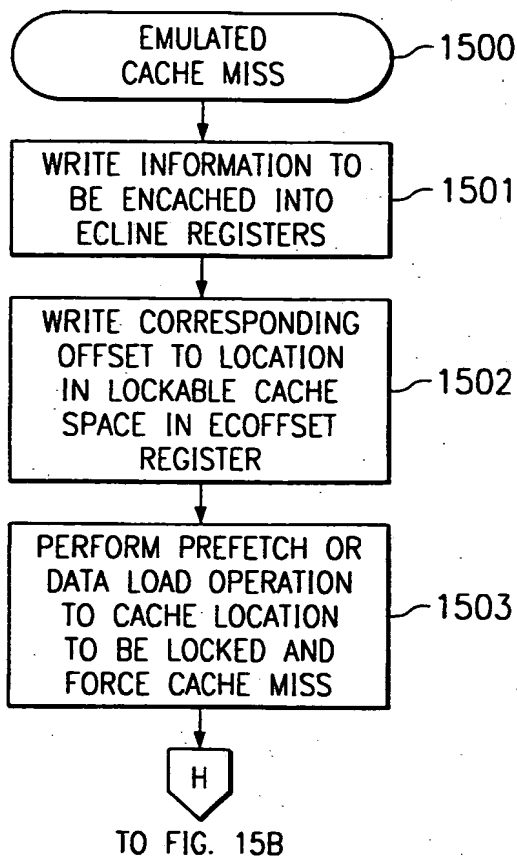 EMULATED
CACHE MISS
1500
WRITE INFORMATION TO
BE ENCACHED INTO
ECLINE REGISTERS
1501
WRITE CORRESPONDING
OFFSET TO LOCATION
IN LOCKABLE CACHE
SPACE IN ECOFFSET
REGISTER
1502
PERFORM PREFETCH OR
DATA LOAD OPERATION
TO CACHE LOCATION
TO BE LOCKED AND
FORCE CACHE MISS
1503
H
TO FIG. 15B